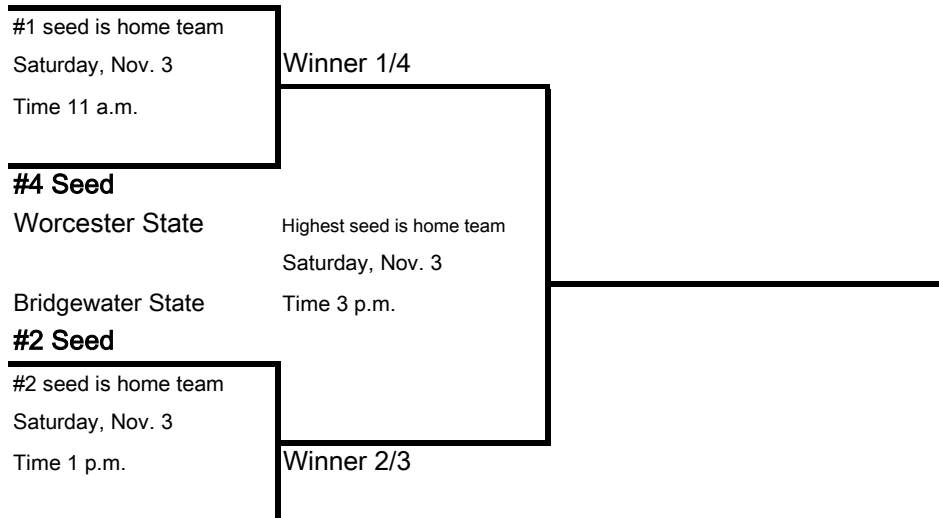 #1 seed is home team
Saturday, Nov. 3
Time 11 a.m.
Winner 1/4
#4 Seed
Worcester State
Highest seed is home team
Saturday, Nov. 3
Time 3 p.m.
Bridgewater State
#2 Seed
#2 seed is home team
Saturday, Nov. 3
Time 1 p.m.
Winner 2/3